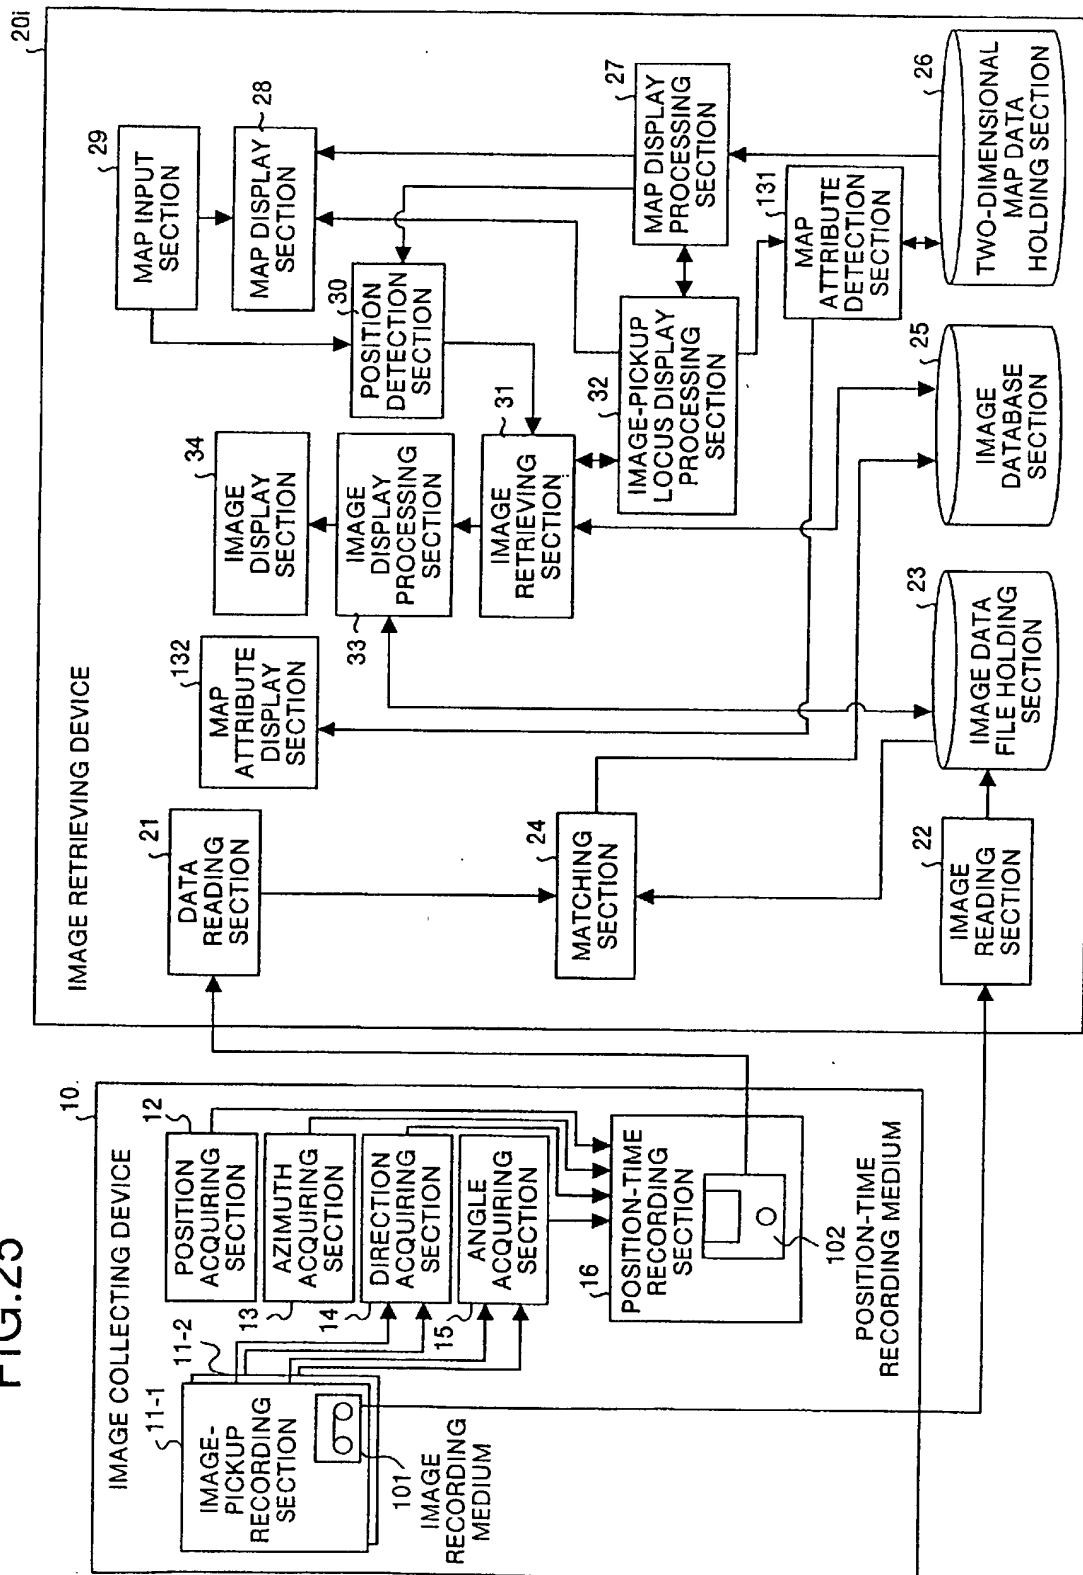 FIG.25
IMAGE COLLECTING DEVICE
10
11-1
11-2
IMAGE-
PICKUP
RECORDING
SECTION
101
IMAGE
RECORDING
MEDIUM
12
POSITION
ACQUIRING
SECTION
13
AZIMUTH
ACQUIRING
SECTION
14
DIRECTION
ACQUIRING
SECTION
15
ANGLE
ACQUIRING
SECTION
16
POSITION-TIME
RECORDING
SECTION
102
POSITION-TIME
RECORDING MEDIUM
IMAGE RETRIEVING DEVICE
20i
21
DATA
READING
SECTION
24
MATCHING
SECTION
22
IMAGE
READING
SECTION
132
MAP
ATTRIBUTE
DISPLAY
SECTION
23
IMAGE DATA
FILE HOLDING
SECTION
34
IMAGE DISPLAY
SECTION
33
IMAGE
DISPLAY
PROCESSING
SECTION
31
IMAGE
RETRIEVING
SECTION
25
IMAGE
DATABASE
SECTION
29
MAP INPUT
SECTION
28
MAP DISPLAY
SECTION
30
POSITION
DETECTION
SECTION
32
IMAGE-PICKUP
LOCUS DISPLAY
PROCESSING
SECTION
27
MAP DISPLAY
PROCESSING
SECTION
131
MAP
ATTRIBUTE
DETECTION
SECTION
26
TWO-DIMENSIONAL
MAP DATA
HOLDING SECTION